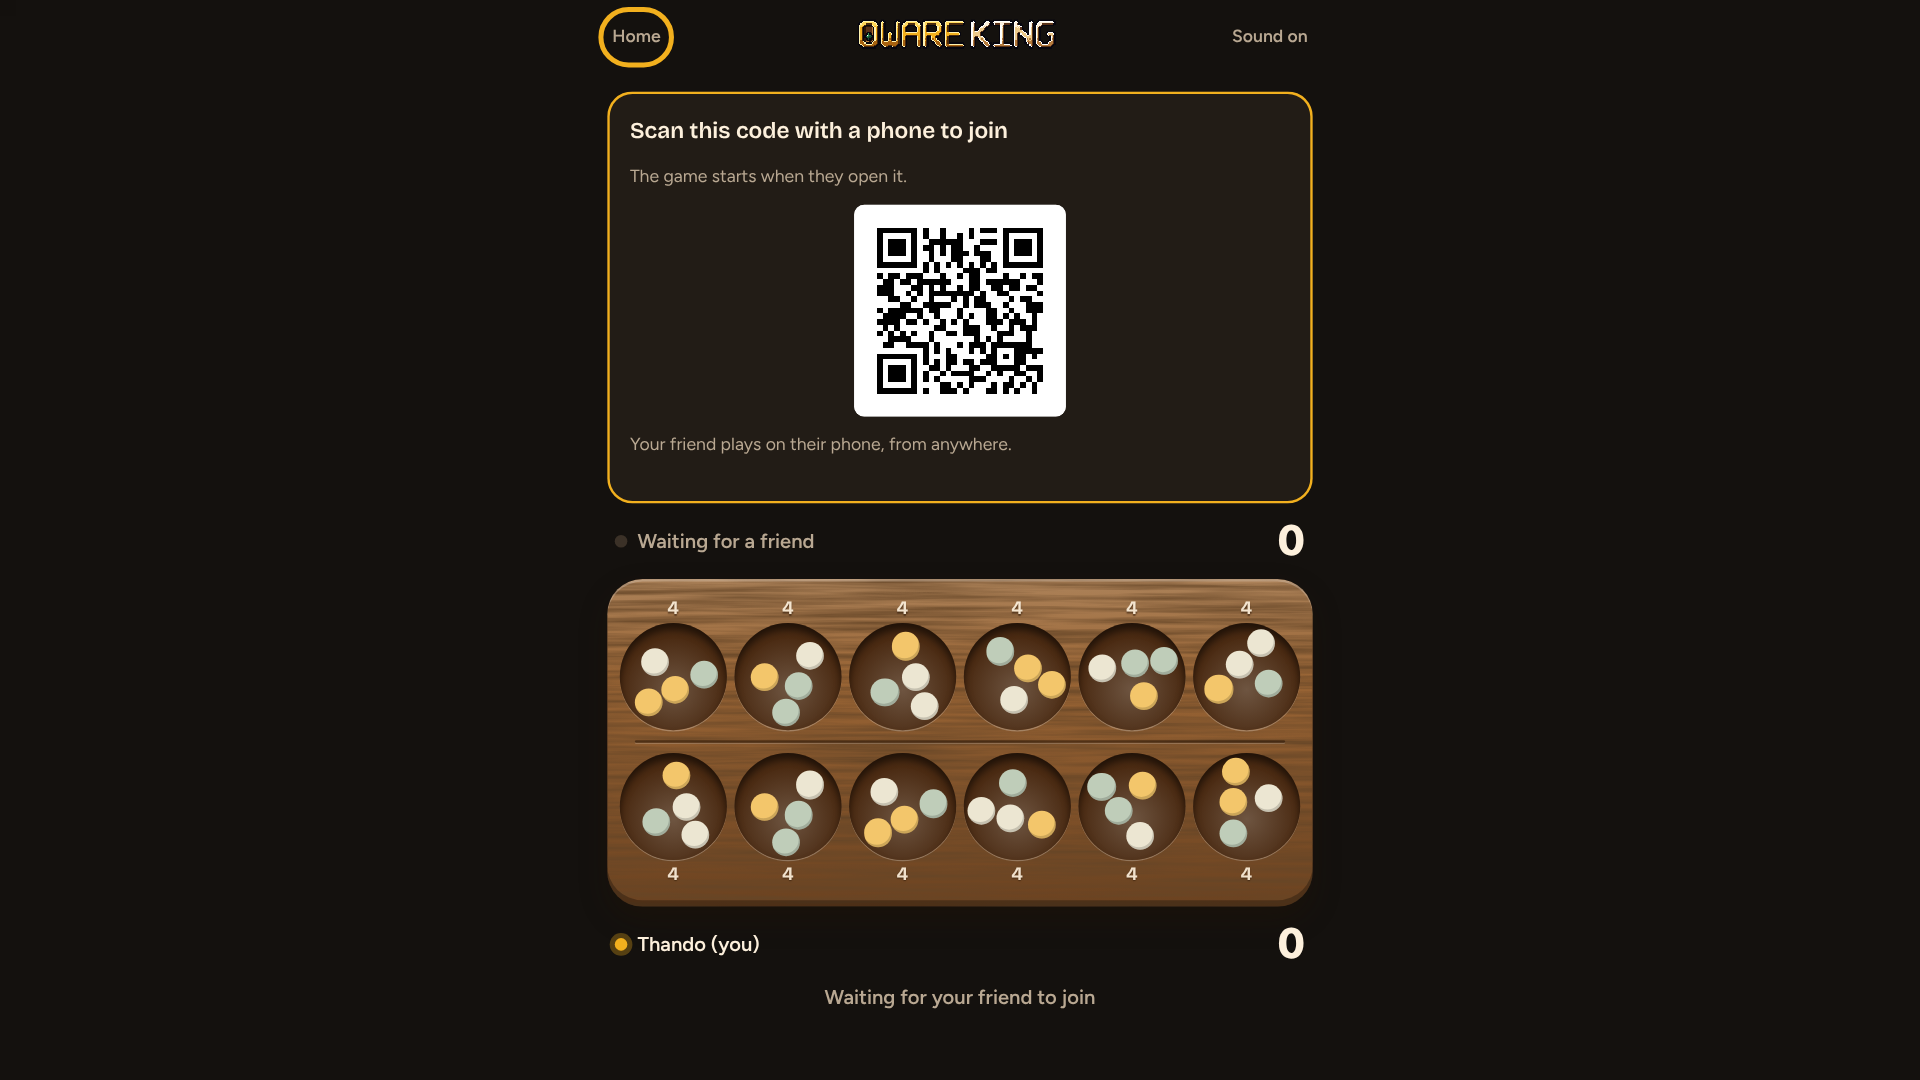 Home
OWARE KING
Sound on
Scan this code with a phone to join
The game starts when they open it.
Your friend plays on their phone, from anywhere.
Waiting for a friend
0
4 4 4 4 4 4
4 4 4 4 4 4
Thando (you)
0
Waiting for your friend to join